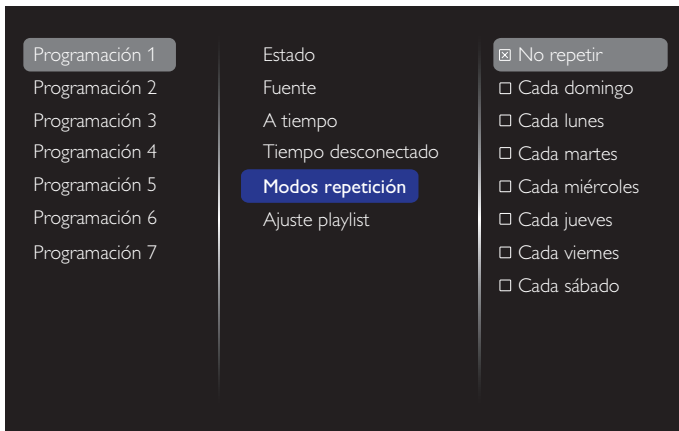 Programación 1
Programación 2
Programación 3
Programación 4
Programación 5
Programación 6
Programación 7
Estado
Fuente
A tiempo
Tiempo desconectado
Modos repetición
Ajuste playlist
No repetir
Cada domingo
Cada lunes
Cada martes
Cada miércoles
Cada jueves
Cada viernes
Cada sábado